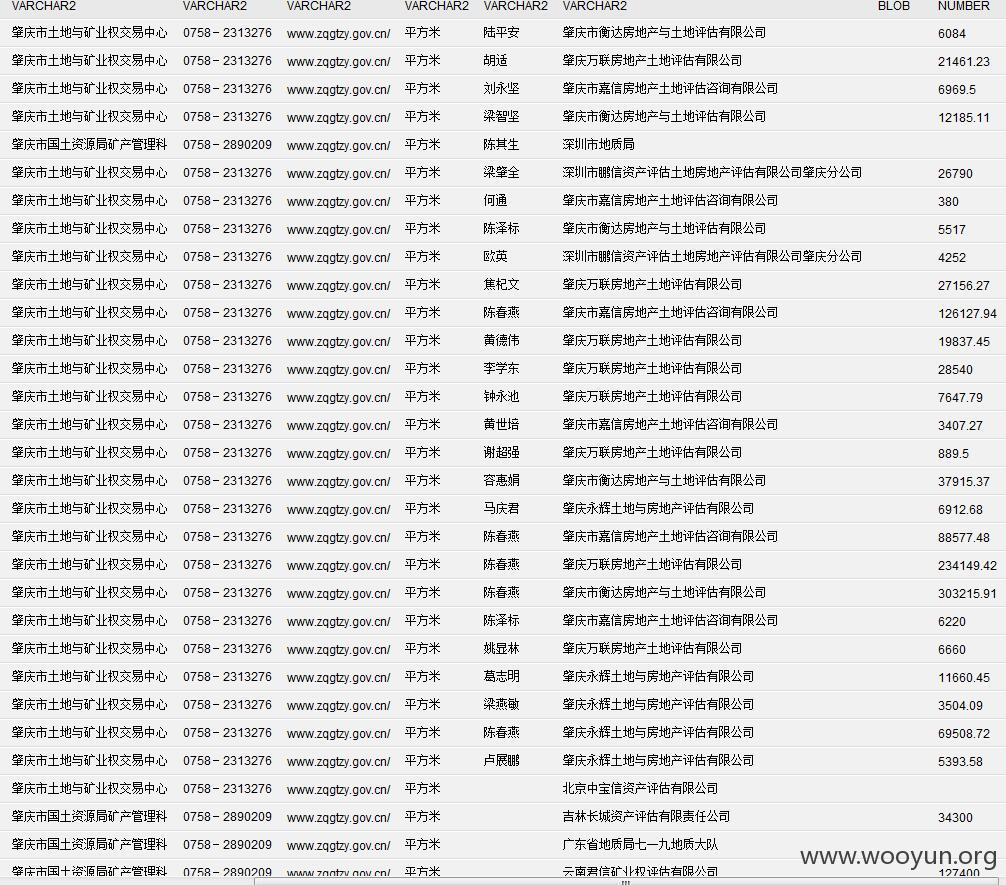 VARCHAR2 VARCHAR2 VARCHAR2 VARCHAR2 VARCHAR2 VARCHAR2 BLOB NUMBER
肇庆市土地与矿业权交易中心 0758－2313276 www.zqgtzy.gov.cn/ 平方米 陆平安 肇庆市衡达房地产与土地评估有限公司 6084
肇庆市土地与矿业权交易中心 0758－2313276 www.zqgtzy.gov.cn/ 平方米 胡适 肇庆万联房地产土地评估有限公司 21461.23
肇庆市土地与矿业权交易中心 0758－2313276 www.zqgtzy.gov.cn/ 平方米 刘永坚 肇庆市嘉信房地产土地评估咨询有限公司 6969.5
肇庆市土地与矿业权交易中心 0758－2313276 www.zqgtzy.gov.cn/ 平方米 梁智坚 肇庆市衡达房地产与土地评估有限公司 12185.11
肇庆市国土资源局矿产管理科 0758－2890209 www.zqgtzy.gov.cn/ 平方米 陈其生 深圳市地质局
肇庆市土地与矿业权交易中心 0758－2313276 www.zqgtzy.gov.cn/ 平方米 梁肇全 深圳市鹏信资产评估土地房地产评估有限公司肇庆分公司 26790
肇庆市土地与矿业权交易中心 0758－2313276 www.zqgtzy.gov.cn/ 平方米 何通 肇庆市嘉信房地产土地评估咨询有限公司 380
肇庆市土地与矿业权交易中心 0758－2313276 www.zqgtzy.gov.cn/ 平方米 陈泽标 肇庆市衡达房地产与土地评估有限公司 5517
肇庆市土地与矿业权交易中心 0758－2313276 www.zqgtzy.gov.cn/ 平方米 欧英 深圳市鹏信资产评估土地房地产评估有限公司肇庆分公司 4252
肇庆市土地与矿业权交易中心 0758－2313276 www.zqgtzy.gov.cn/ 平方米 焦杞文 肇庆万联房地产土地评估有限公司 27156.27
肇庆市土地与矿业权交易中心 0758－2313276 www.zqgtzy.gov.cn/ 平方米 陈春燕 肇庆市嘉信房地产土地评估咨询有限公司 126127.94
肇庆市土地与矿业权交易中心 0758－2313276 www.zqgtzy.gov.cn/ 平方米 黄德伟 肇庆万联房地产土地评估有限公司 19837.45
肇庆市土地与矿业权交易中心 0758－2313276 www.zqgtzy.gov.cn/ 平方米 李学东 肇庆万联房地产土地评估有限公司 28540
肇庆市土地与矿业权交易中心 0758－2313276 www.zqgtzy.gov.cn/ 平方米 钟永池 肇庆万联房地产土地评估有限公司 7647.79
肇庆市土地与矿业权交易中心 0758－2313276 www.zqgtzy.gov.cn/ 平方米 黄世培 肇庆市嘉信房地产土地评估咨询有限公司 3407.27
肇庆市土地与矿业权交易中心 0758－2313276 www.zqgtzy.gov.cn/ 平方米 谢超强 肇庆万联房地产土地评估有限公司 889.5
肇庆市土地与矿业权交易中心 0758－2313276 www.zqgtzy.gov.cn/ 平方米 容惠娟 肇庆市衡达房地产与土地评估有限公司 37915.37
肇庆市土地与矿业权交易中心 0758－2313276 www.zqgtzy.gov.cn/ 平方米 马庆君 肇庆永辉土地与房地产评估有限公司 6912.68
肇庆市土地与矿业权交易中心 0758－2313276 www.zqgtzy.gov.cn/ 平方米 陈春燕 肇庆市嘉信房地产土地评估咨询有限公司 88577.48
肇庆市土地与矿业权交易中心 0758－2313276 www.zqgtzy.gov.cn/ 平方米 陈春燕 肇庆万联房地产土地评估有限公司 234149.42
肇庆市土地与矿业权交易中心 0758－2313276 www.zqgtzy.gov.cn/ 平方米 陈春燕 肇庆市衡达房地产与土地评估有限公司 303215.91
肇庆市土地与矿业权交易中心 0758－2313276 www.zqgtzy.gov.cn/ 平方米 陈泽标 肇庆市嘉信房地产土地评估咨询有限公司 6220
肇庆市土地与矿业权交易中心 0758－2313276 www.zqgtzy.gov.cn/ 平方米 姚显林 肇庆万联房地产土地评估有限公司 6660
肇庆市土地与矿业权交易中心 0758－2313276 www.zqgtzy.gov.cn/ 平方米 葛志明 肇庆永辉土地与房地产评估有限公司 11660.45
肇庆市土地与矿业权交易中心 0758－2313276 www.zqgtzy.gov.cn/ 平方米 梁燕敏 肇庆永辉土地与房地产评估有限公司 3504.09
肇庆市土地与矿业权交易中心 0758－2313276 www.zqgtzy.gov.cn/ 平方米 陈春燕 肇庆永辉土地与房地产评估有限公司 69508.72
肇庆市土地与矿业权交易中心 0758－2313276 www.zqgtzy.gov.cn/ 平方米 卢展鹏 肇庆永辉土地与房地产评估有限公司 5393.58
肇庆市土地与矿业权交易中心 0758－2313276 www.zqgtzy.gov.cn/ 平方米 北京中宝信资产评估有限公司
肇庆市国土资源局矿产管理科 0758－2890209 www.zqgtzy.gov.cn/ 平方米 吉林长城资产评估有限责任公司 34300
肇庆市国土资源局矿产管理科 0758－2890209 www.zqgtzy.gov.cn/ 平方米 广东省地质局七一九地质大队
肇庆市国土资源局矿产管理科 0758－2890209 www.zqgtzy.gov.cn/ 平方米 云南君信矿业权评估有限公司 127400
www.wooyun.org